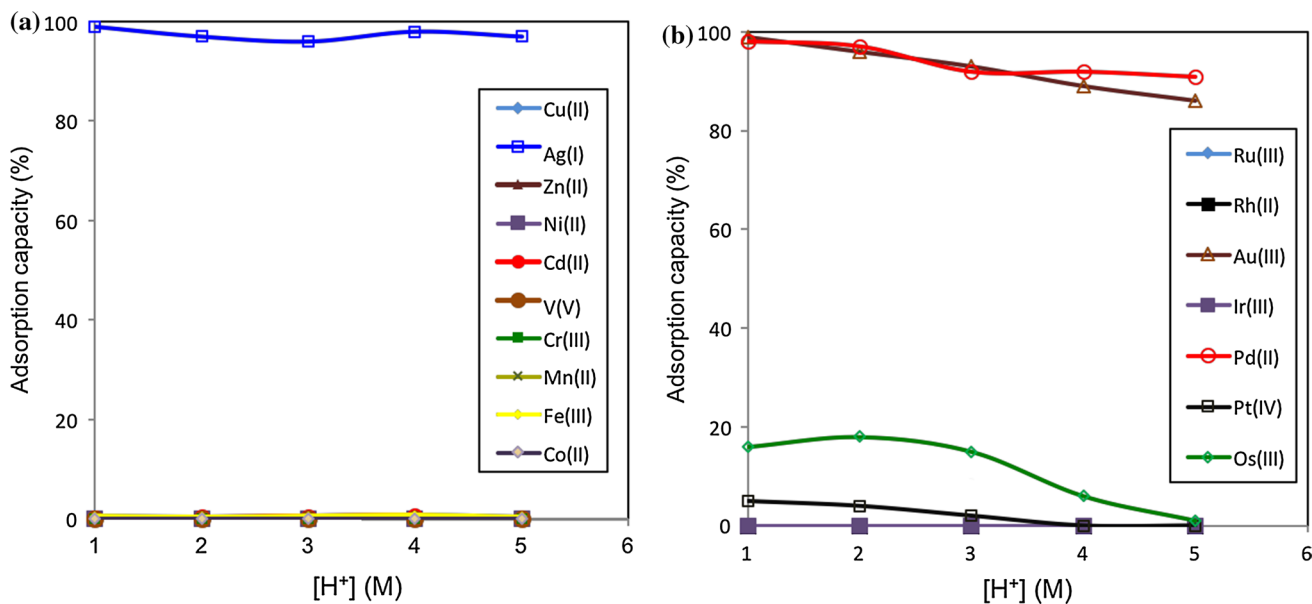 (a)
Adsorption capacity (%)
100
80
60
40
20
0
1 2 3 4 5 6
[H⁺] (M)
Cu(II)
Ag(I)
Zn(II)
Ni(II)
Cd(II)
V(V)
Cr(III)
Mn(II)
Fe(III)
Co(II)
(b)
Adsorption capacity (%)
100
80
60
40
20
0
1 2 3 4 5 6
[H⁺] (M)
Ru(III)
Rh(II)
Au(III)
Ir(III)
Pd(II)
Pt(IV)
Os(III)